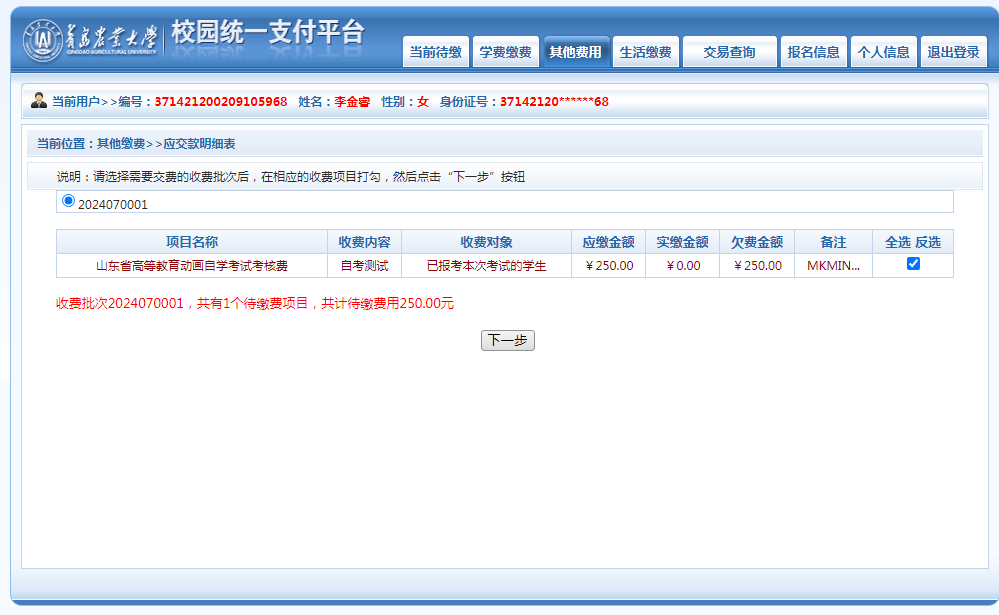 青岛农业大学
QINGDAO AGRICULTURAL UNIVERSITY
校园统一支付平台
当前待缴 学费缴费 其他费用 生活缴费 交易查询 报名信息 个人信息 退出登录
当前用户>>编号：371421200209105968 姓名：李金睿 性别：女 身份证号：37142120******68
当前位置：其他缴费>>应交款明细表
说明：请选择需要交费的收费批次后，在相应的收费项目打勾，然后点击“下一步”按钮
2024070001
项目名称 收费内容 收费对象 应缴金额 实缴金额 欠费金额 备注 全选 反选
山东省高等教育动画自学考试考核费 自考测试 已报考本次考试的学生 ￥250.00 ￥0.00 ￥250.00 MKMIN...
收费批次2024070001，共有1个待缴费项目，共计待缴费用250.00元
下一步